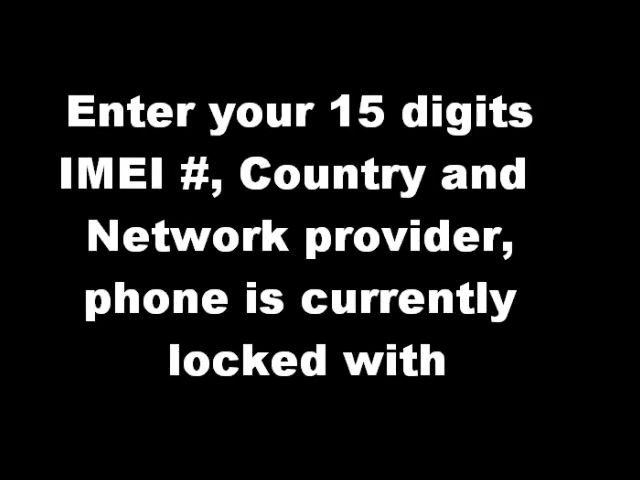 Enter your 15 digits
IMEI #, Country and
Network provider,
phone is currently
locked with